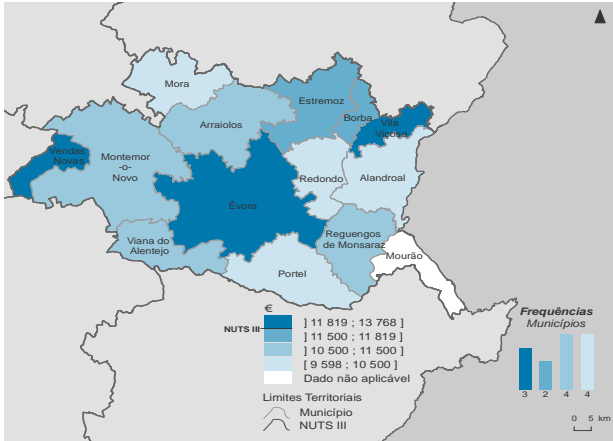 Mora
Estremoz
Arraiolos
Borba
Vila
Viçosa
Vendas
Novas
Montemor
-o-
Novo
Redondo
Alandroal
Évora
Reguengos
de Monsaraz
Viana do
Alentejo
Mourão
Portel
€
NUTS III
] 11 819 ; 13 768 ]
] 11 500 ; 11 819 ]
] 10 500 ; 11 500 ]
[ 9 598 ; 10 500 ]
Dado não aplicável
Limites Territoriais
Município
NUTS III
Frequências
Municípios
3 2 4 4
0 5 km